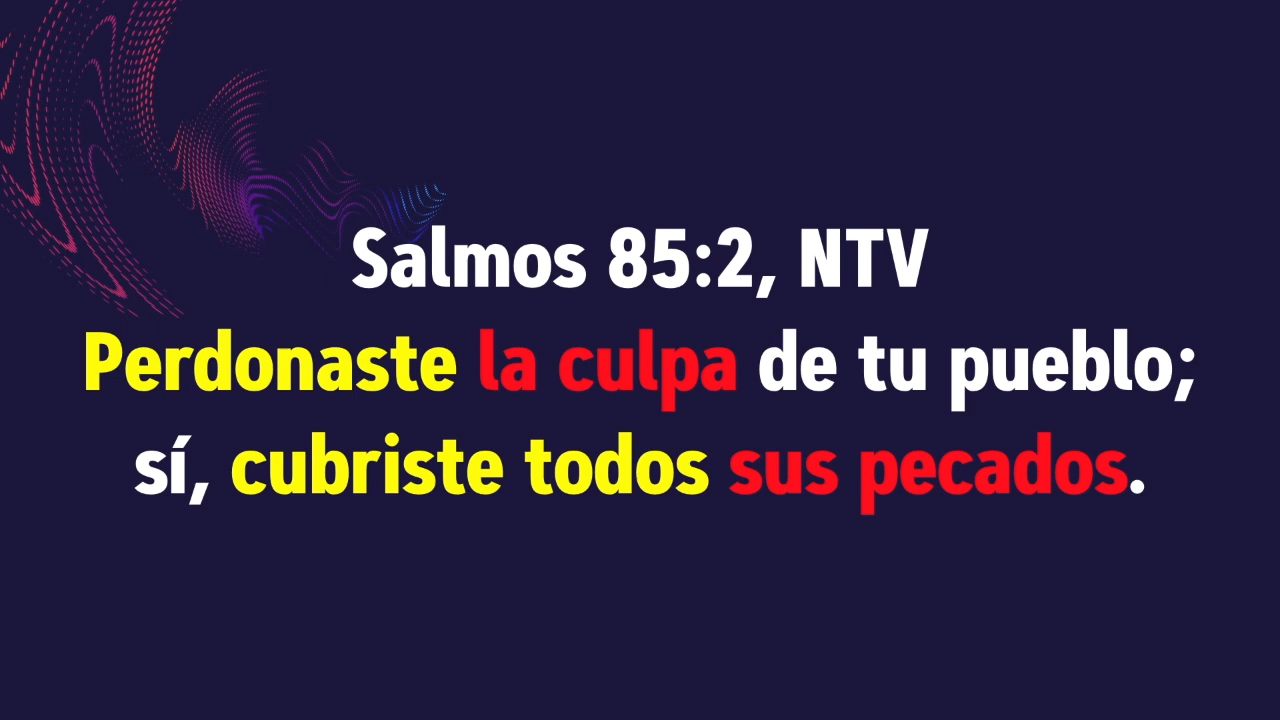 Salmos 85:2, NTV
Perdonaste la culpa de tu pueblo;
sí, cubriste todos sus pecados.